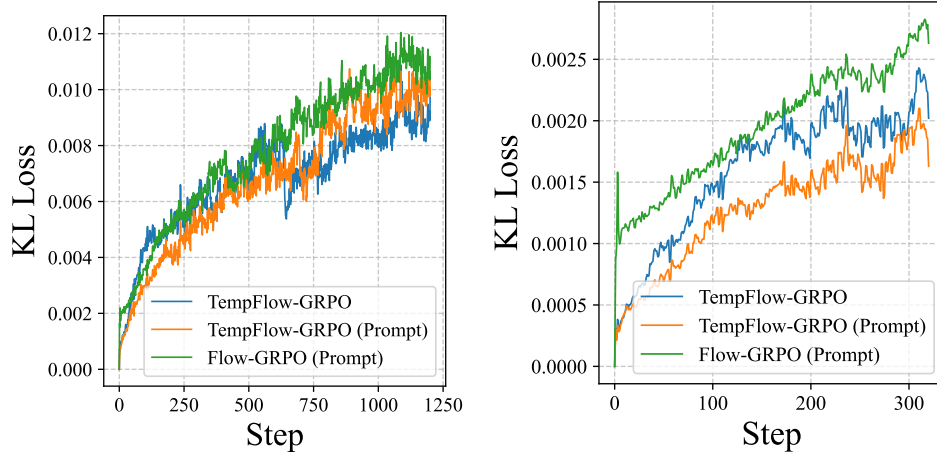 KL Loss
0.012
0.010
0.008
0.006
0.004
0.002
0.000
TempFlow-GRPO
TempFlow-GRPO (Prompt)
Flow-GRPO (Prompt)
0
250
500
750
1000
1250
Step
KL Loss
0.0025
0.0020
0.0015
0.0010
0.0005
0.0000
TempFlow-GRPO
TempFlow-GRPO (Prompt)
Flow-GRPO (Prompt)
0
100
200
300
Step